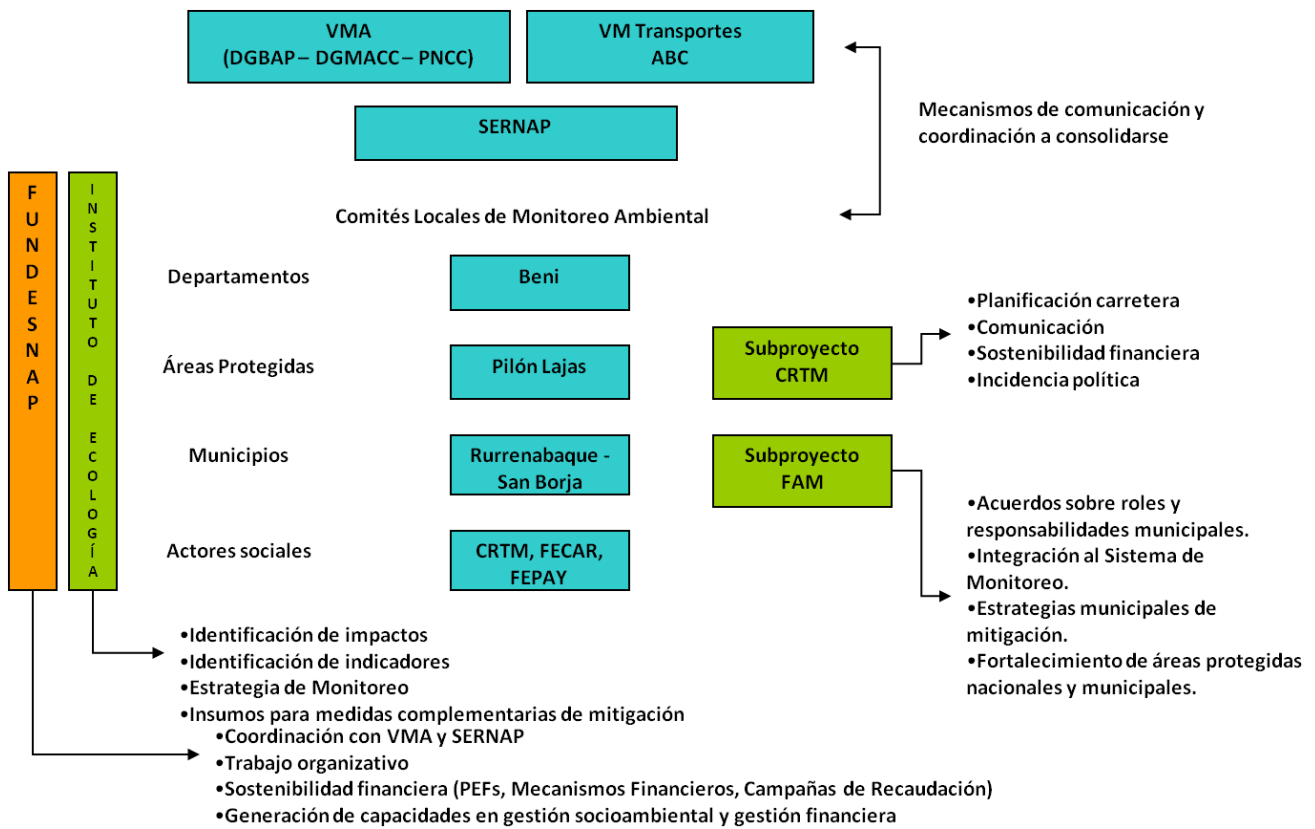 VMA
(DGBAP – DGMACC – PNCC)
VM Transportes
ABC
SERNAP
Mecanismos de comunicación y
coordinación a consolidarse
FUNDESNAP
INSTITUTO DE ECOLOGÍA
Comités Locales de Monitoreo Ambiental
Departamentos
Beni
Áreas Protegidas
Pilón Lajas
Subproyecto
CRTM
•Planificación carretera
•Comunicación
•Sostenibilidad financiera
•Incidencia política
Municipios
Rurrenabaque -
San Borja
Subproyecto
FAM
•Acuerdos sobre roles y
responsabilidades municipales.
•Integración al Sistema de
Monitoreo.
•Estrategias municipales de
mitigación.
•Fortalecimiento de áreas protegidas
nacionales y municipales.
Actores sociales
CRTM, FECAR,
FEPAY
•Identificación de impactos
•Identificación de indicadores
•Estrategia de Monitoreo
•Insumos para medidas complementarias de mitigación
•Coordinación con VMA y SERNAP
•Trabajo organizativo
•Sostenibilidad financiera (PEFs, Mecanismos Financieros, Campañas de Recaudación)
•Generación de capacidades en gestión socioambiental y gestión financiera